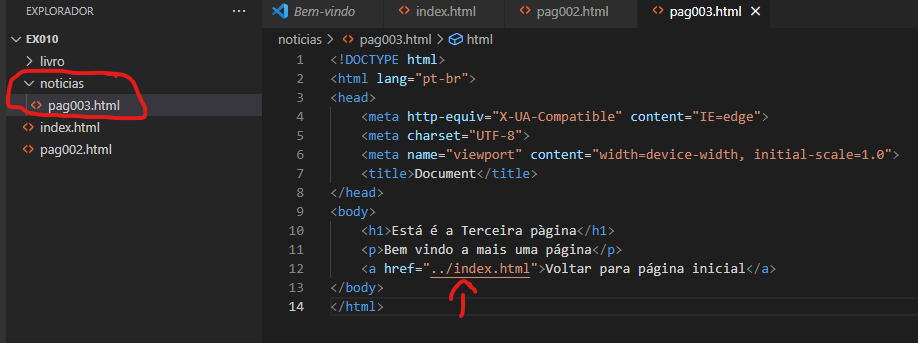 EXPLORADOR ···
EX010
livro
noticias
<> pag003.html
<> index.html
<> pag002.html
Bem-vindo
<> index.html
<> pag002.html
<> pag003.html
noticias > <> pag003.html > html
1 <!DOCTYPE html>
2 <html lang="pt-br">
3 <head>
4 <meta http-equiv="X-UA-Compatible" content="IE=edge">
5 <meta charset="UTF-8">
6 <meta name="viewport" content="width=device-width, initial-scale=1.0">
7 <title>Document</title>
8 </head>
9 <body>
10 <h1>Está é a Terceira pàgina</h1>
11 <p>Bem vindo a mais uma página</p>
12 <a href="../index.html">Voltar para página inicial</a>
13 </body>
14 </html>